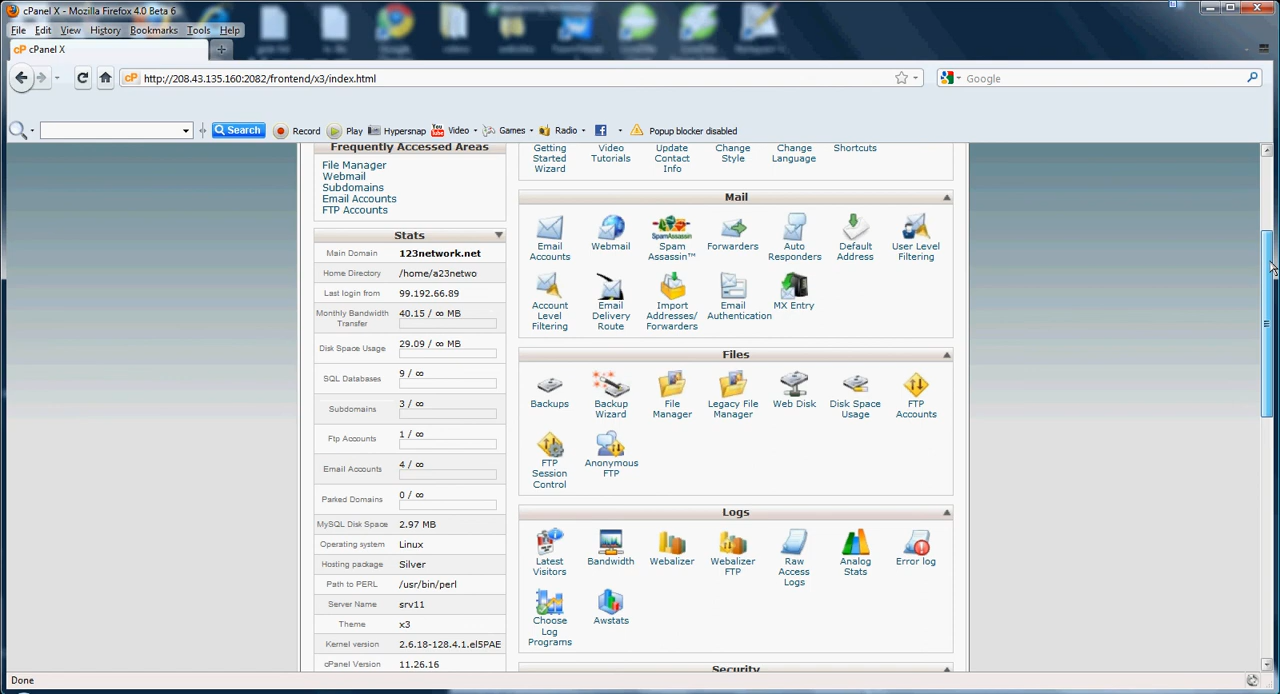 cPanel X - Mozilla Firefox 4.0 Beta 6
File Edit View History Bookmarks Tools Help
cP cPanel X
cP http://208.43.135.160:2082/frontend/x3/index.html
Google
Search Record Play Hypersnap You Tube Video Games Radio Popup blocker disabled
Frequently Accessed Areas
File Manager
Webmail
Subdomains
Email Accounts
FTP Accounts
Stats
Main Domain 123network.net
Home Directory /home/a23netwo
Last login from 99.192.66.89
Monthly Bandwidth Transfer 40.15 / ∞ MB
Disk Space Usage 29.09 / ∞ MB
SQL Databases 9 / ∞
Subdomains 3 / ∞
Ftp Accounts 1 / ∞
Email Accounts 4 / ∞
Parked Domains 0 / ∞
MySQL Disk Space 2.97 MB
Operating system Linux
Hosting package Silver
Path to PERL /usr/bin/perl
Server Name srv11
Theme x3
Kernel version 2.6.18-128.4.1.el5PAE
cPanel Version 11.26.16
Getting Started Wizard
Video Tutorials
Update Contact Info
Change Style
Change Language
Shortcuts
Mail
Email Accounts
Webmail
SpamAssassin
Spam Assassin™
Forwarders
Auto Responders
Default Address
User Level Filtering
Account Level Filtering
Email Delivery Route
Import Addresses/ Forwarders
Email Authentication
MX Entry
Files
Backups
Backup Wizard
File Manager
Legacy File Manager
Web Disk
Disk Space Usage
FTP Accounts
FTP Session Control
Anonymous FTP
Logs
Latest Visitors
Bandwidth
Webalizer
Webalizer FTP
Raw Access Logs
Analog Stats
Error log
Choose Log Programs
Awstats
Security
Done